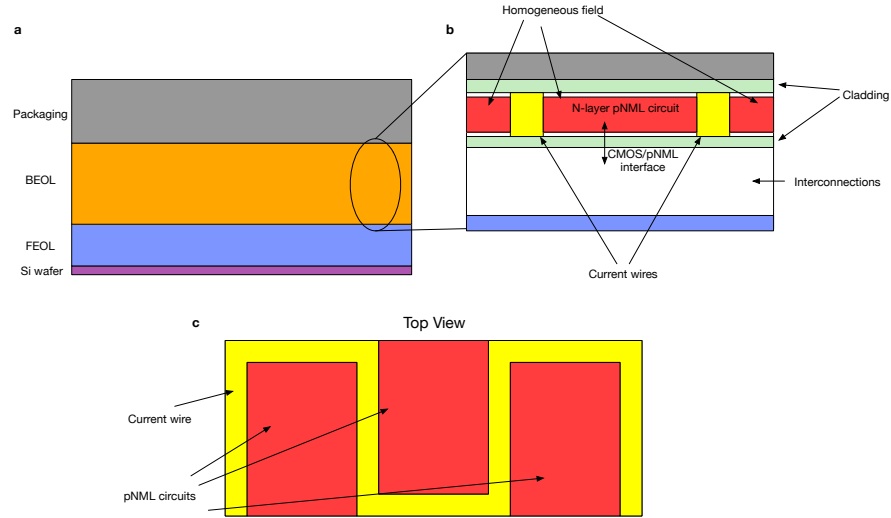 a
Packaging
BEOL
FEOL
Si wafer
Homogeneous field
b
N-layer pNML circuit
Cladding
CMOS/pNML
interface
Interconnections
Current wires
c
Top View
Current wire
pNML circuits